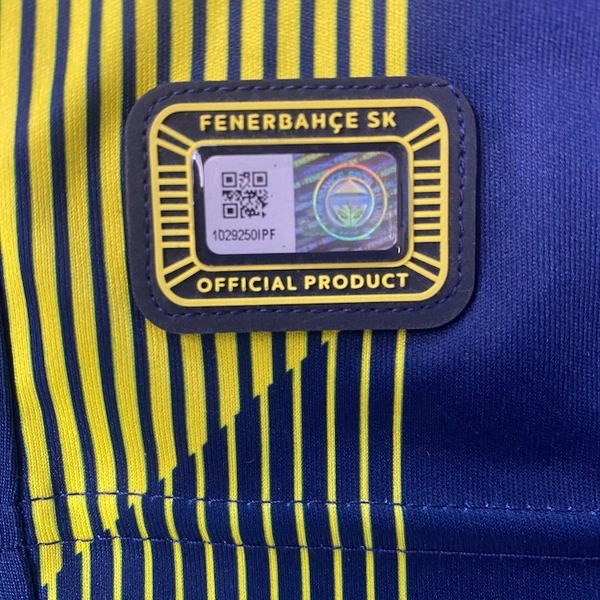 FENERBAHÇE SK
1029250IPF
OFFICIAL PRODUCT